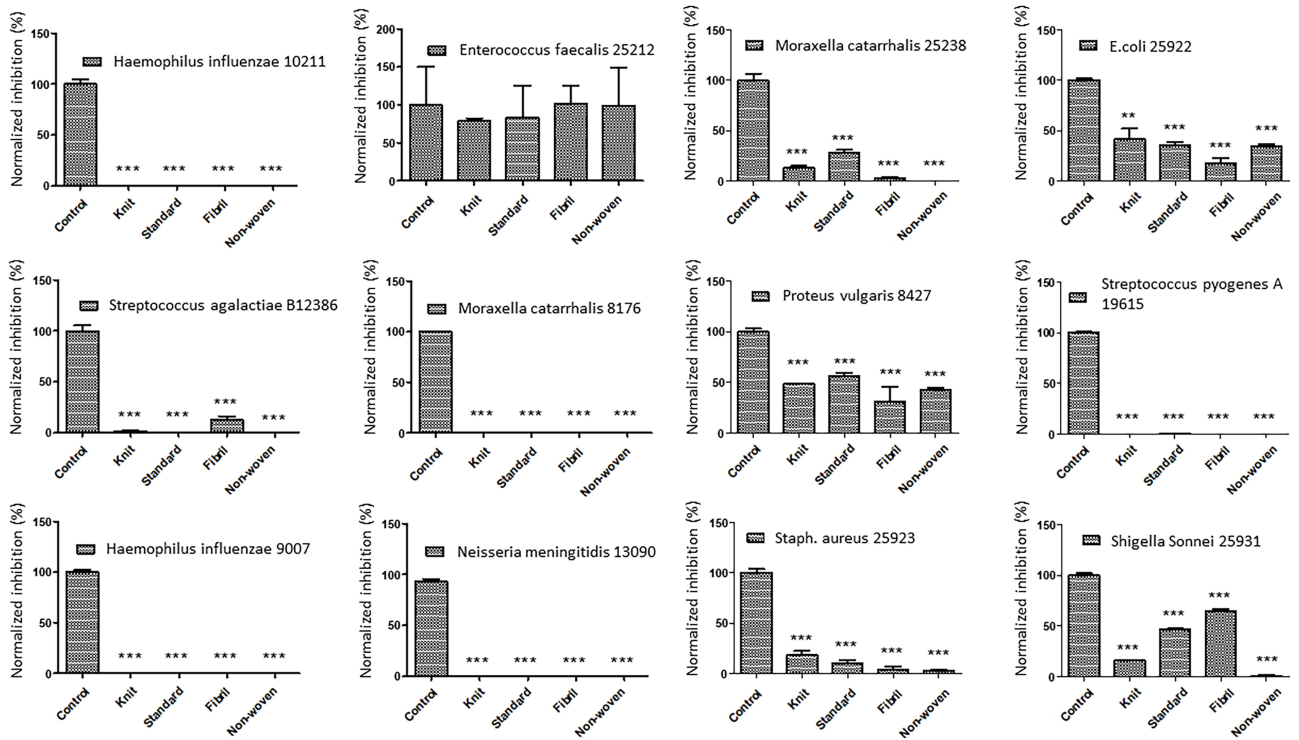 Normalized inhibition (%)
150
100
50
0
Haemophilus influenzae 10211
*** *** *** ***
Control Knit Standard Fibril Non-woven
Normalized inhibition (%)
200
150
100
50
0
Enterococcus faecalis 25212
Control Knit Standard Fibril Non-woven
Normalized inhibition (%)
150
100
50
0
Moraxella catarrhalis 25238
*** *** *** ***
Control Knit Standard Fibril Non-woven
Normalized inhibition (%)
150
100
50
0
E.coli 25922
** *** *** ***
Control Knit Standard Fibril Non-woven
Normalized inhibition (%)
150
100
50
0
Streptococcus agalactiae B12386
*** *** *** ***
Control Knit Standard Fibril Non-woven
Normalized inhibition (%)
150
100
50
0
Moraxella catarrhalis 8176
*** *** *** ***
Control Knit Standard Fibril Non-woven
Normalized inhibition (%)
150
100
50
0
Proteus vulgaris 8427
*** *** *** ***
Control Knit Standard Fibril Non-woven
Normalized inhibition (%)
150
100
50
0
Streptococcus pyogenes A
19615
*** *** *** ***
Control Knit Standard Fibril Non-woven
Normalized inhibition (%)
150
100
50
0
Haemophilus influenzae 9007
*** *** *** ***
Control Knit Standard Fibril Non-woven
Normalized inhibition (%)
150
100
50
0
Neisseria meningitidis 13090
*** *** *** ***
Control Knit Standard Fibril Non-woven
Normalized inhibition (%)
150
100
50
0
Staph. aureus 25923
*** *** *** ***
Control Knit Standard Fibril Non-woven
Normalized inhibition (%)
150
100
50
0
Shigella Sonnei 25931
*** *** *** ***
Control Knit Standard Fibril Non-woven